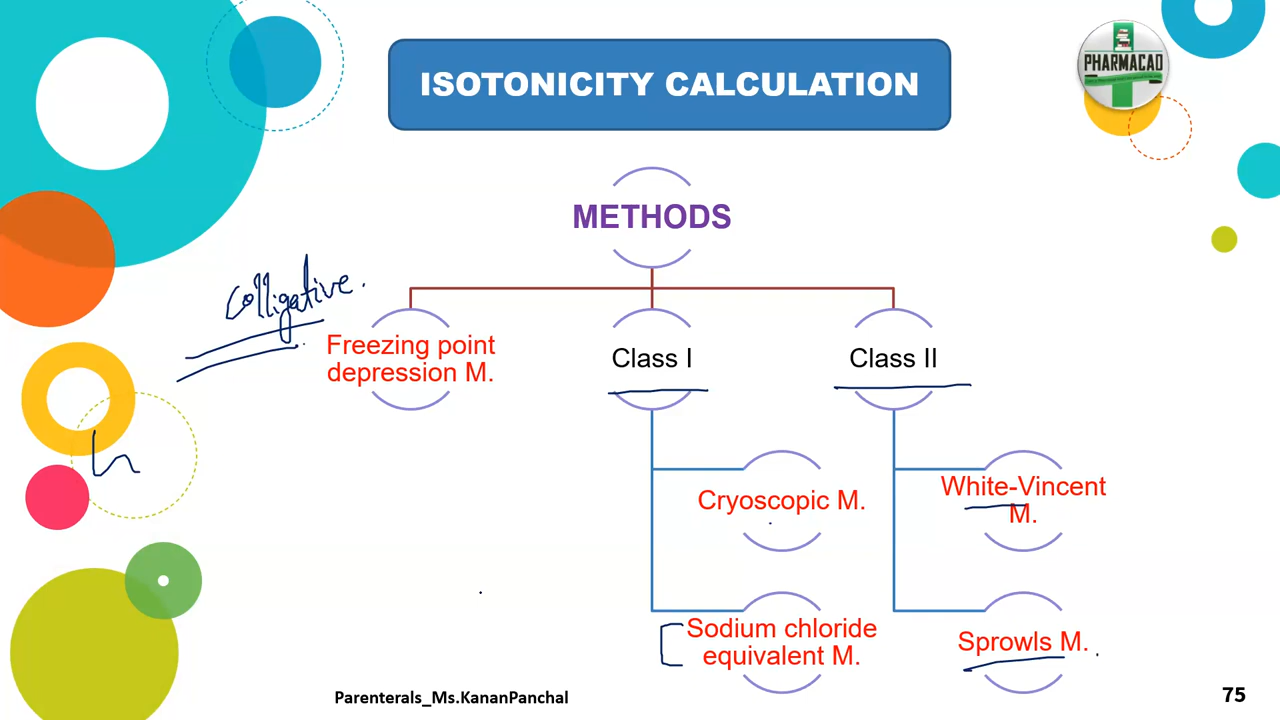 ISOTONICITY CALCULATION
PHARMACAD
METHODS
Colligative.
Freezing point
depression M.
Class I
Class II
Cryoscopic M.
White-Vincent
M.
Sodium chloride
equivalent M.
Sprowls M.
Parenterals_Ms.KananPanchal
75